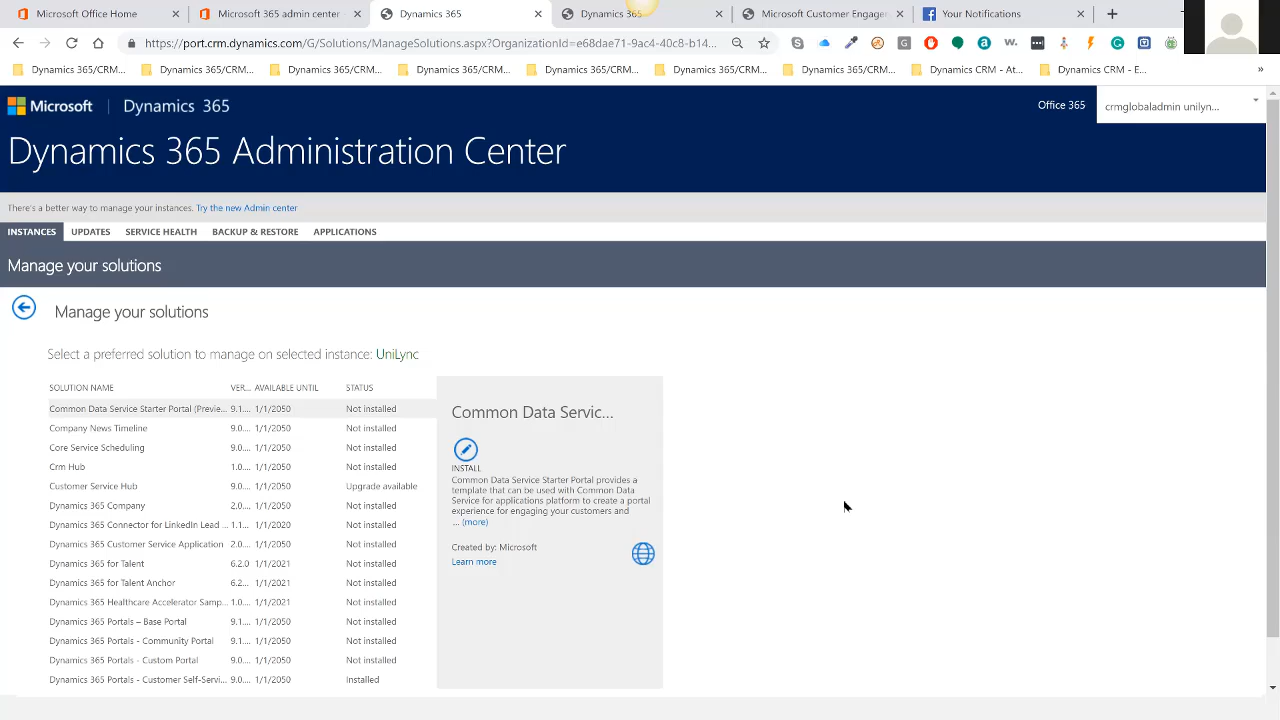 Microsoft Office Home
Microsoft 365 admin center -
Dynamics 365
Dynamics 365
Microsoft Customer Engager
Your Notifications
https://port.crm.dynamics.com/G/Solutions/ManageSolutions.aspx?OrganizationId=e68dae71-9ac4-40c8-b14...
Dynamics 365/CRM...
Dynamics365/CRM...
Dynamics 365/CRM...
Dynamics 365/CRM...
Dynamics 365/CRM...
Dynamics 365/CRM...
Dynamics 365/CRM...
Dynamics CRM - At...
Dynamics CRM - E...
Microsoft
Dynamics 365
Office 365
crmglobaladmin unilyn...
Dynamics 365 Administration Center
There's a better way to manage your instances. Try the new Admin center
INSTANCES UPDATES SERVICE HEALTH BACKUP & RESTORE APPLICATIONS
Manage your solutions
Manage your solutions
Select a preferred solution to manage on selected instance: UniLync
SOLUTION NAME VER... AVAILABLE UNTIL STATUS
Common Data Service Starter Portal (Previe... 9.1.... 1/1/2050 Not installed
Company News Timeline 9.0.... 1/1/2050 Not installed
Core Service Scheduling 9.0.... 1/1/2050 Not installed
Crm Hub 1.0.... 1/1/2050 Not installed
Customer Service Hub 9.0.... 1/1/2050 Upgrade available
Dynamics 365 Company 2.0.... 1/1/2050 Not installed
Dynamics 365 Connector for LinkedIn Lead ... 1.1.... 1/1/2020 Not installed
Dynamics 365 Customer Service Application 2.0.... 1/1/2050 Not installed
Dynamics 365 for Talent 6.2.0 1/1/2021 Not installed
Dynamics 365 for Talent Anchor 6.2... 1/1/2021 Not installed
Dynamics 365 Healthcare Accelerator Samp... 1.0.... 1/1/2021 Not installed
Dynamics 365 Portals – Base Portal 9.1.... 1/1/2050 Not installed
Dynamics 365 Portals - Community Portal 9.1.... 1/1/2050 Not installed
Dynamics 365 Portals - Custom Portal 9.0.... 1/1/2050 Not installed
Dynamics 365 Portals - Customer Self-Servi... 9.0.... 1/1/2050 Installed
Common Data Servic...
INSTALL
Common Data Service Starter Portal provides a
template that can be used with Common Data
Service for applications platform to create a portal
experience for engaging your customers and
... (more)
Created by: Microsoft
Learn more